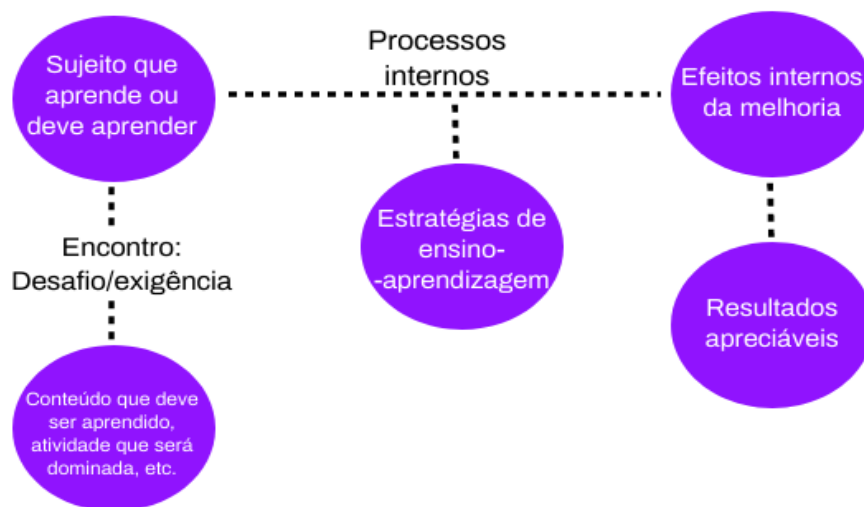 Sujeito que
aprende ou
deve aprender
Processos
internos
Efeitos internos
da melhoria
Estratégias de
ensino-
-aprendizagem
Encontro:
Desafio/exigência
Resultados
apreciáveis
Conteúdo que deve
ser aprendido,
atividade que será
dominada, etc.